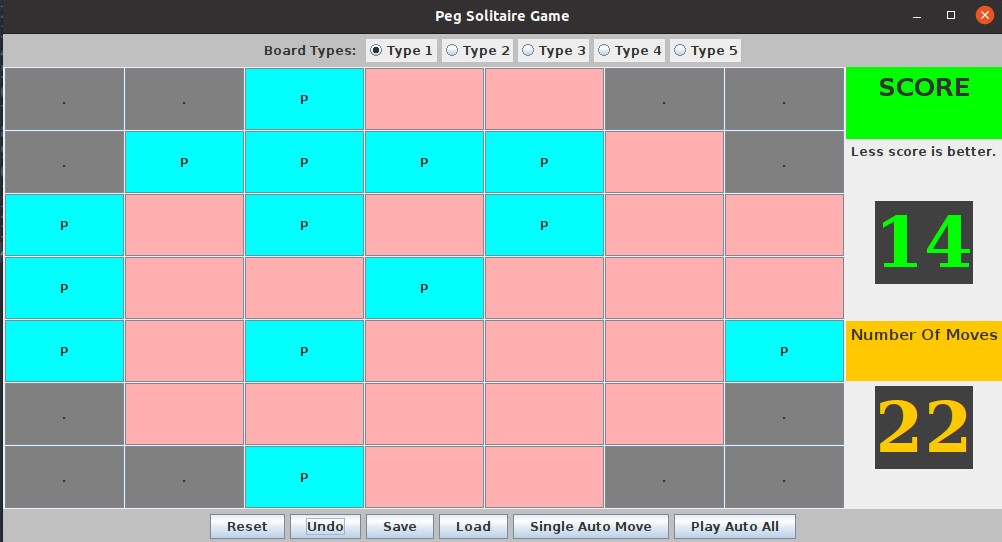 Peg Solitaire Game
Board Types: Type 1 Type 2 Type 3 Type 4 Type 5
. . P . .
. P P P P .
P P P
P P
P P P
. .
. . P . .
SCORE
Less score is better.
14
Number Of Moves
22
Reset Undo Save Load Single Auto Move Play Auto All